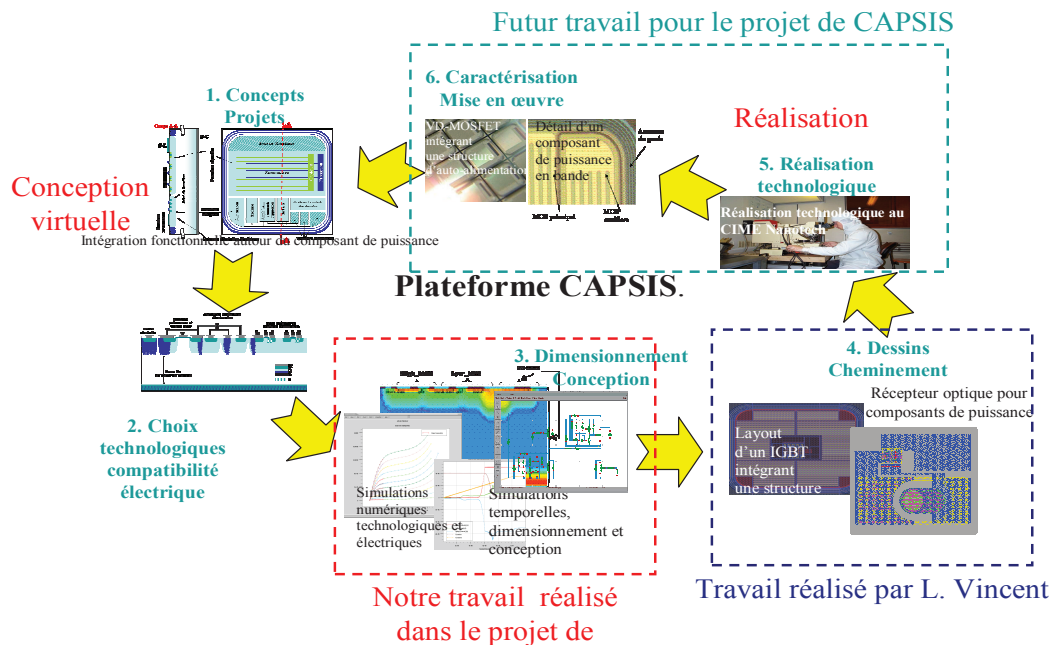 Futur travail pour le projet de CAPSIS
6. Caractérisation
Mise en œuvre
VD-MOSFET
intégrant
une structure
d'auto-alimentation
Détail d'un
composant
de puissance
en bande
MOS principal
Réalisation
5. Réalisation
technologique
Réalisation technologique au
CIME Nanotech
1. Concepts
Projets
Conception
virtuelle
Intégration fonctionnelle autour du composant de puissance
Plateforme CAPSIS.
2. Choix
technologiques
compatibilité
électrique
3. Dimensionnement
Conception
Simulations
numériques
technologiques et
électriques
Simulations
temporelles,
dimensionnement et
conception
Notre travail réalisé
dans le projet de
4. Dessins
Cheminement
Récepteur optique pour
composants de puissance
Layout
d'un IGBT
intégrant
une structure
Travail réalisé par L. Vincent